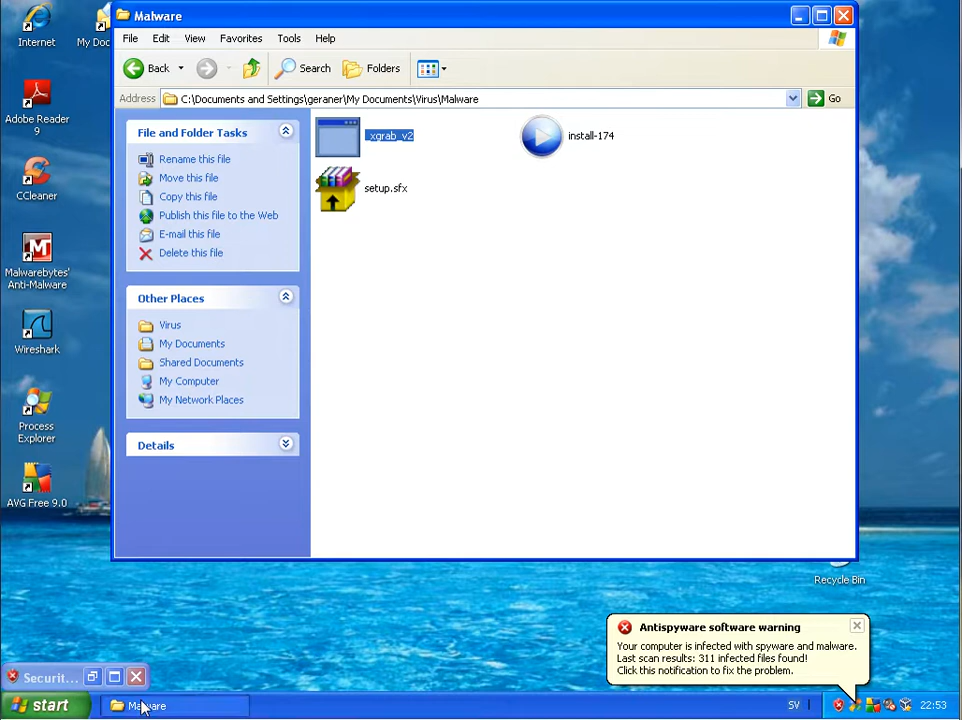 Malware
File Edit View Favorites Tools Help
Back Search Folders
Address C:\Documents and Settings\geraner\My Documents\Virus\Malware Go
File and Folder Tasks
Rename this file
Move this file
Copy this file
Publish this file to the Web
E-mail this file
Delete this file
Other Places
Virus
My Documents
Shared Documents
My Computer
My Network Places
Details
_xgrab_v2
install-174
setup.sfx
Internet
My Doc
Adobe Reader
9
CCleaner
Malwarebytes'
Anti-Malware
Wireshark
Process
Explorer
AVG Free 9.0
Recycle Bin
Antispyware software warning
Your computer is infected with spyware and malware.
Last scan results: 311 infected files found!
Click this notification to fix the problem.
Securit...
start
Malware
SV
22:53